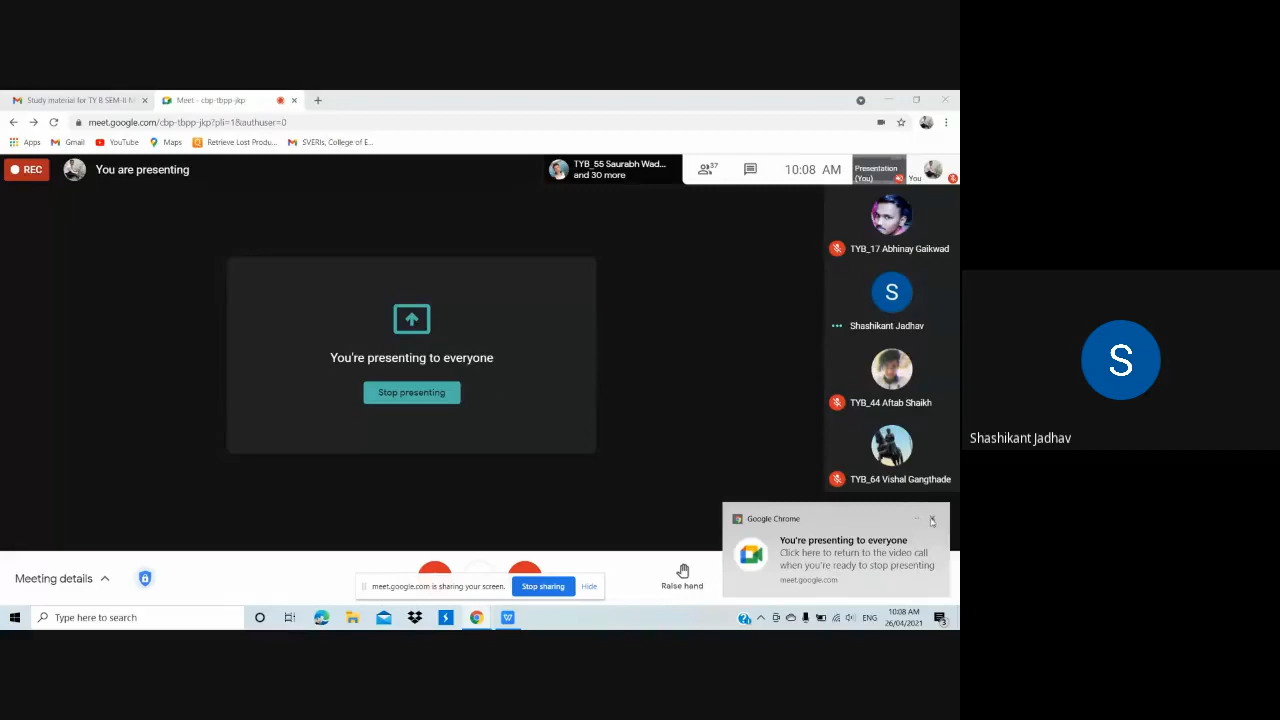 Study material for TY B SEM-II
Meet - cbp-tbpp-jkp
meet.google.com/cbp-tbpp-jkp?pli=1&authuser=0
Apps
Gmail
YouTube
Maps
Retrieve Lost Produ...
SVERIs, College of E...
REC
You are presenting
TYB_55 Saurabh Wad...
and 30 more
37
10:08 AM
Presentation
(You)
You
TYB_17 Abhinay Gaikwad
S
Shashikant Jadhav
TYB_44 Aftab Shaikh
TYB_64 Vishal Gangthade
You're presenting to everyone
Stop presenting
Google Chrome
You're presenting to everyone
Click here to return to the video call
when you're ready to stop presenting
meet.google.com
Meeting details
meet.google.com is sharing your screen.
Stop sharing
Hide
Raise hand
Type here to search
ENG
10:08 AM
26/04/2021
3
S
Shashikant Jadhav